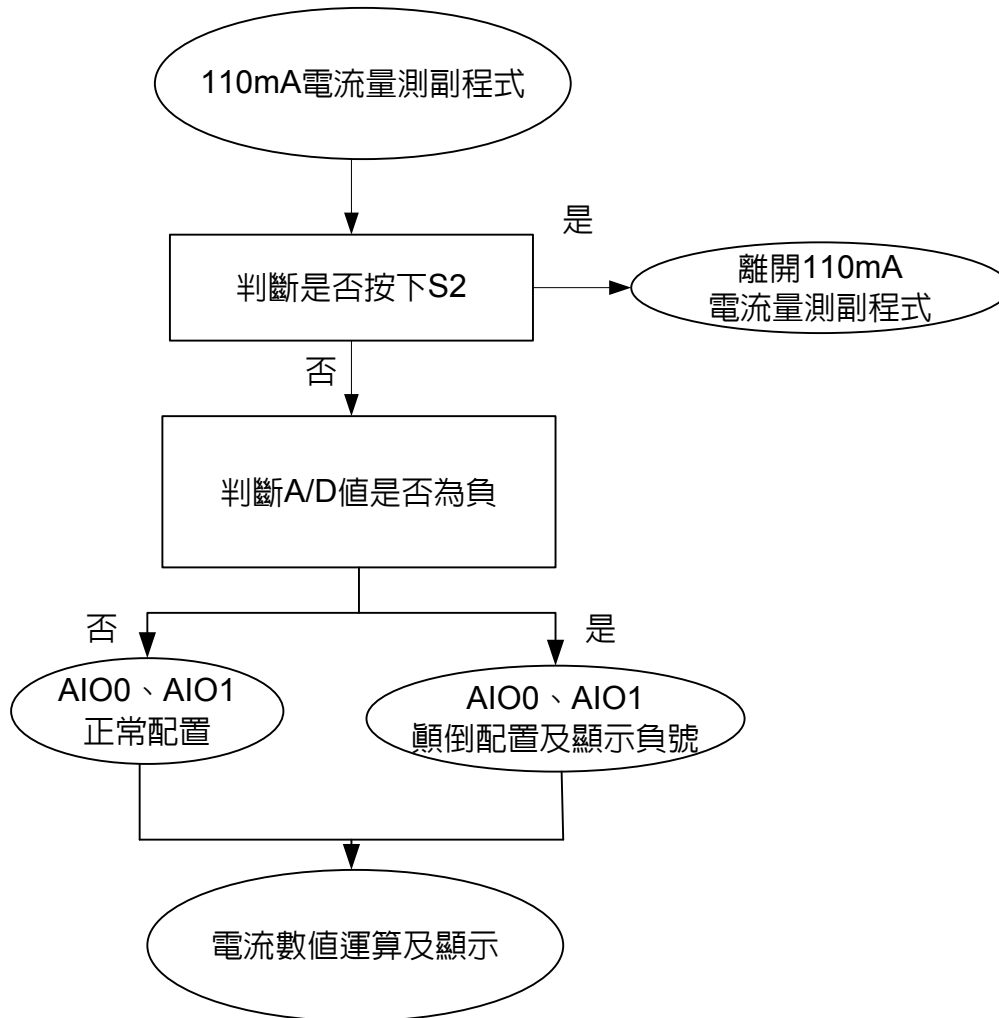 110mA電流量測副程式
是
判斷是否按下S2
離開110mA
電流量測副程式
否
判斷A/D值是否為負
否
是
AIO0、AIO1
正常配置
AIO0、AIO1
顛倒配置及顯示負號
電流數值運算及顯示